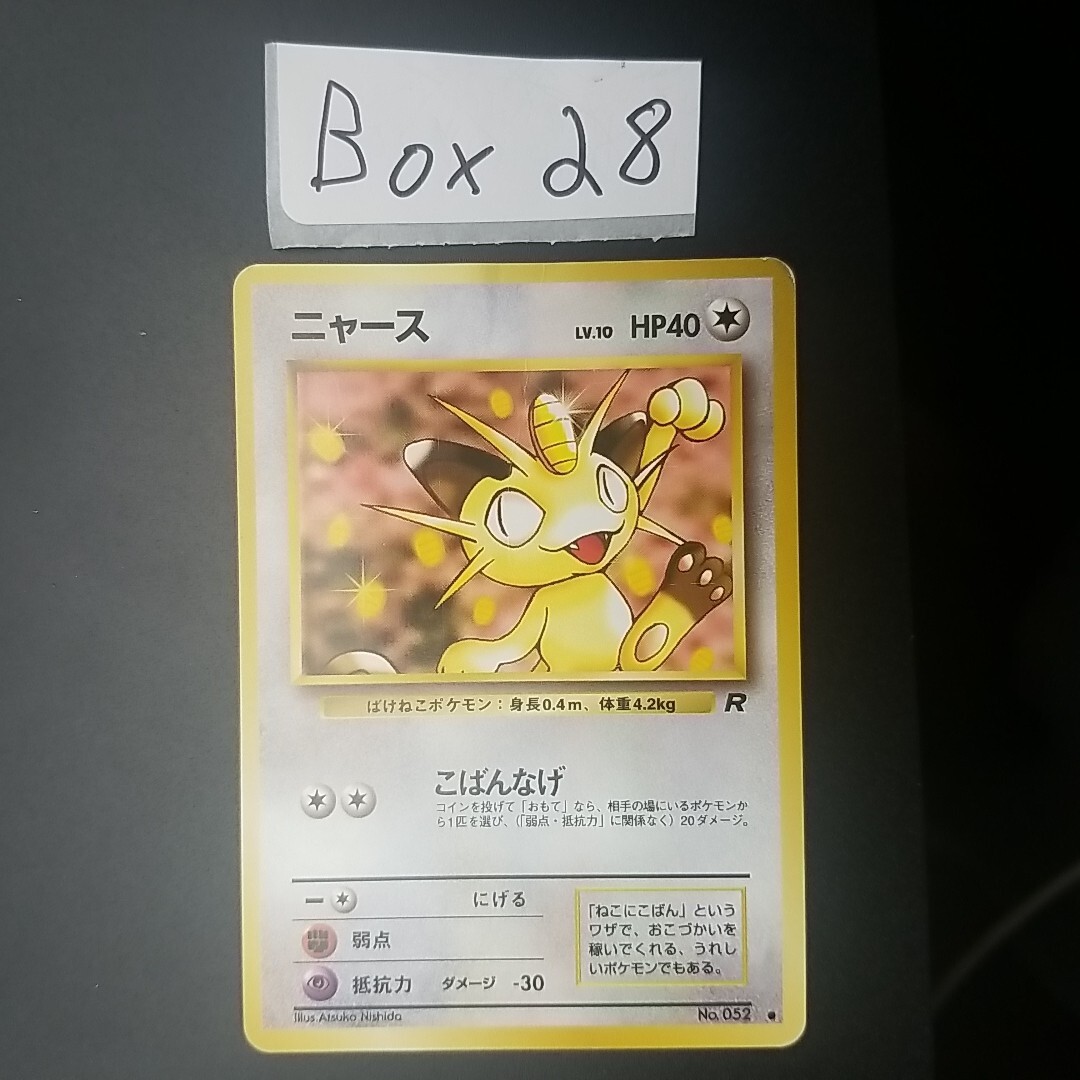 Box 28
ニャース LV.10 HP40
ばけねこポケモン：身長0.4m、体重4.2kg R
こばんなげ
コインを投げて「おもて」なら、相手の場にいるポケモンか
ら1匹を選び、（「弱点・抵抗力」に関係なく）20ダメージ。
にげる
弱点
抵抗力 ダメージ -30
「ねこにこばん」という
ワザで、おこづかいを
稼いでくれる、うれし
いポケモンでもある。
Illus.Atsuko Nishida No.052